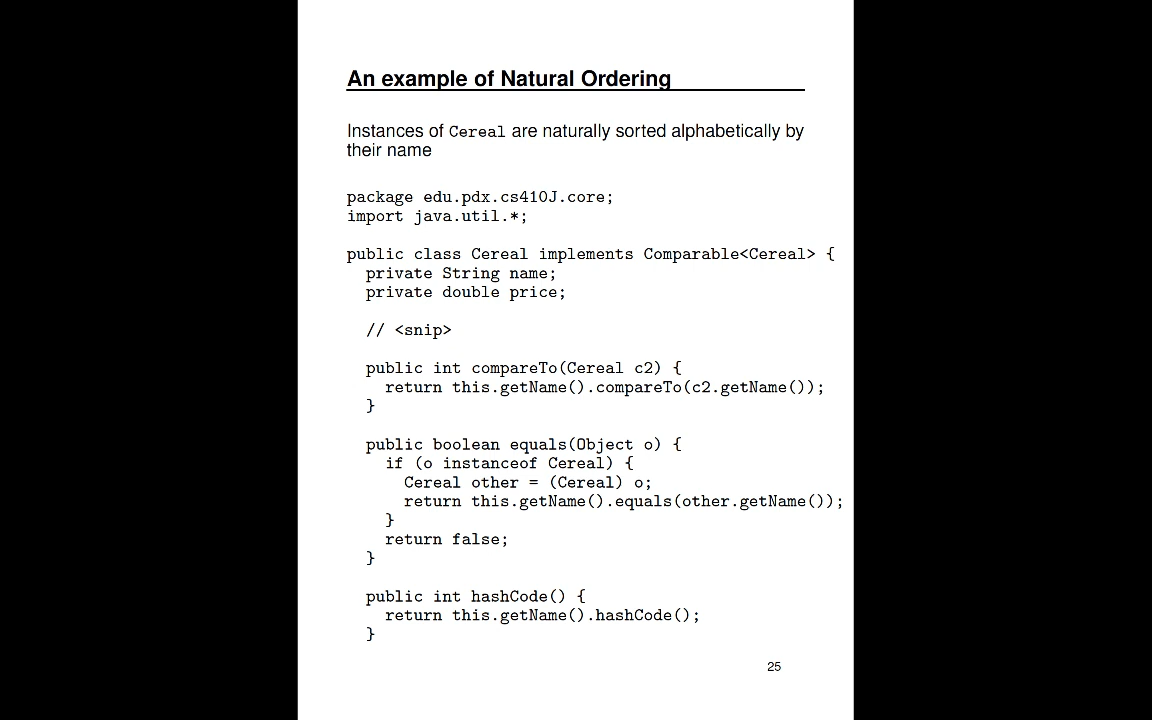 An example of Natural Ordering
Instances of Cereal are naturally sorted alphabetically by
their name
package edu.pdx.cs410J.core;
import java.util.*;
public class Cereal implements Comparable<Cereal> {
  private String name;
  private double price;
  // <snip>
  public int compareTo(Cereal c2) {
    return this.getName().compareTo(c2.getName());
  }
  public boolean equals(Object o) {
    if (o instanceof Cereal) {
      Cereal other = (Cereal) o;
      return this.getName().equals(other.getName());
    }
    return false;
  }
  public int hashCode() {
    return this.getName().hashCode();
  }
25